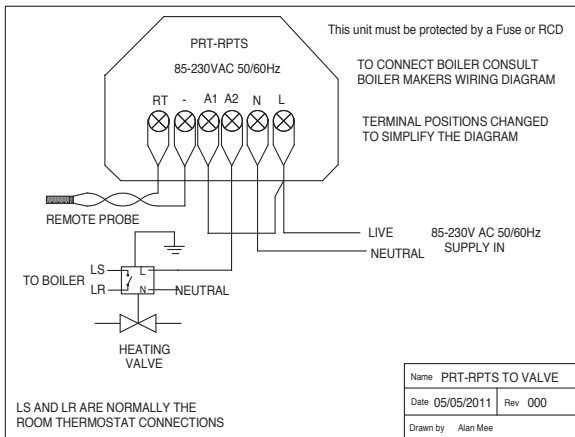 This unit must be protected by a Fuse or RCD
PRT-RPTS
85-230VAC 50/60Hz
TO CONNECT BOILER CONSULT
BOILER MAKERS WIRING DIAGRAM
RT - A1 A2 N L
TERMINAL POSITIONS CHANGED
TO SIMPLIFY THE DIAGRAM
REMOTE PROBE
LIVE
NEUTRAL
85-230V AC 50/60Hz
SUPPLY IN
TO BOILER
LS L
LR N NEUTRAL
HEATING
VALVE
LS AND LR ARE NORMALLY THE
ROOM THERMOSTAT CONNECTIONS
Name PRT-RPTS TO VALVE
Date 05/05/2011 Rev 000
Drawn by Alan Mee